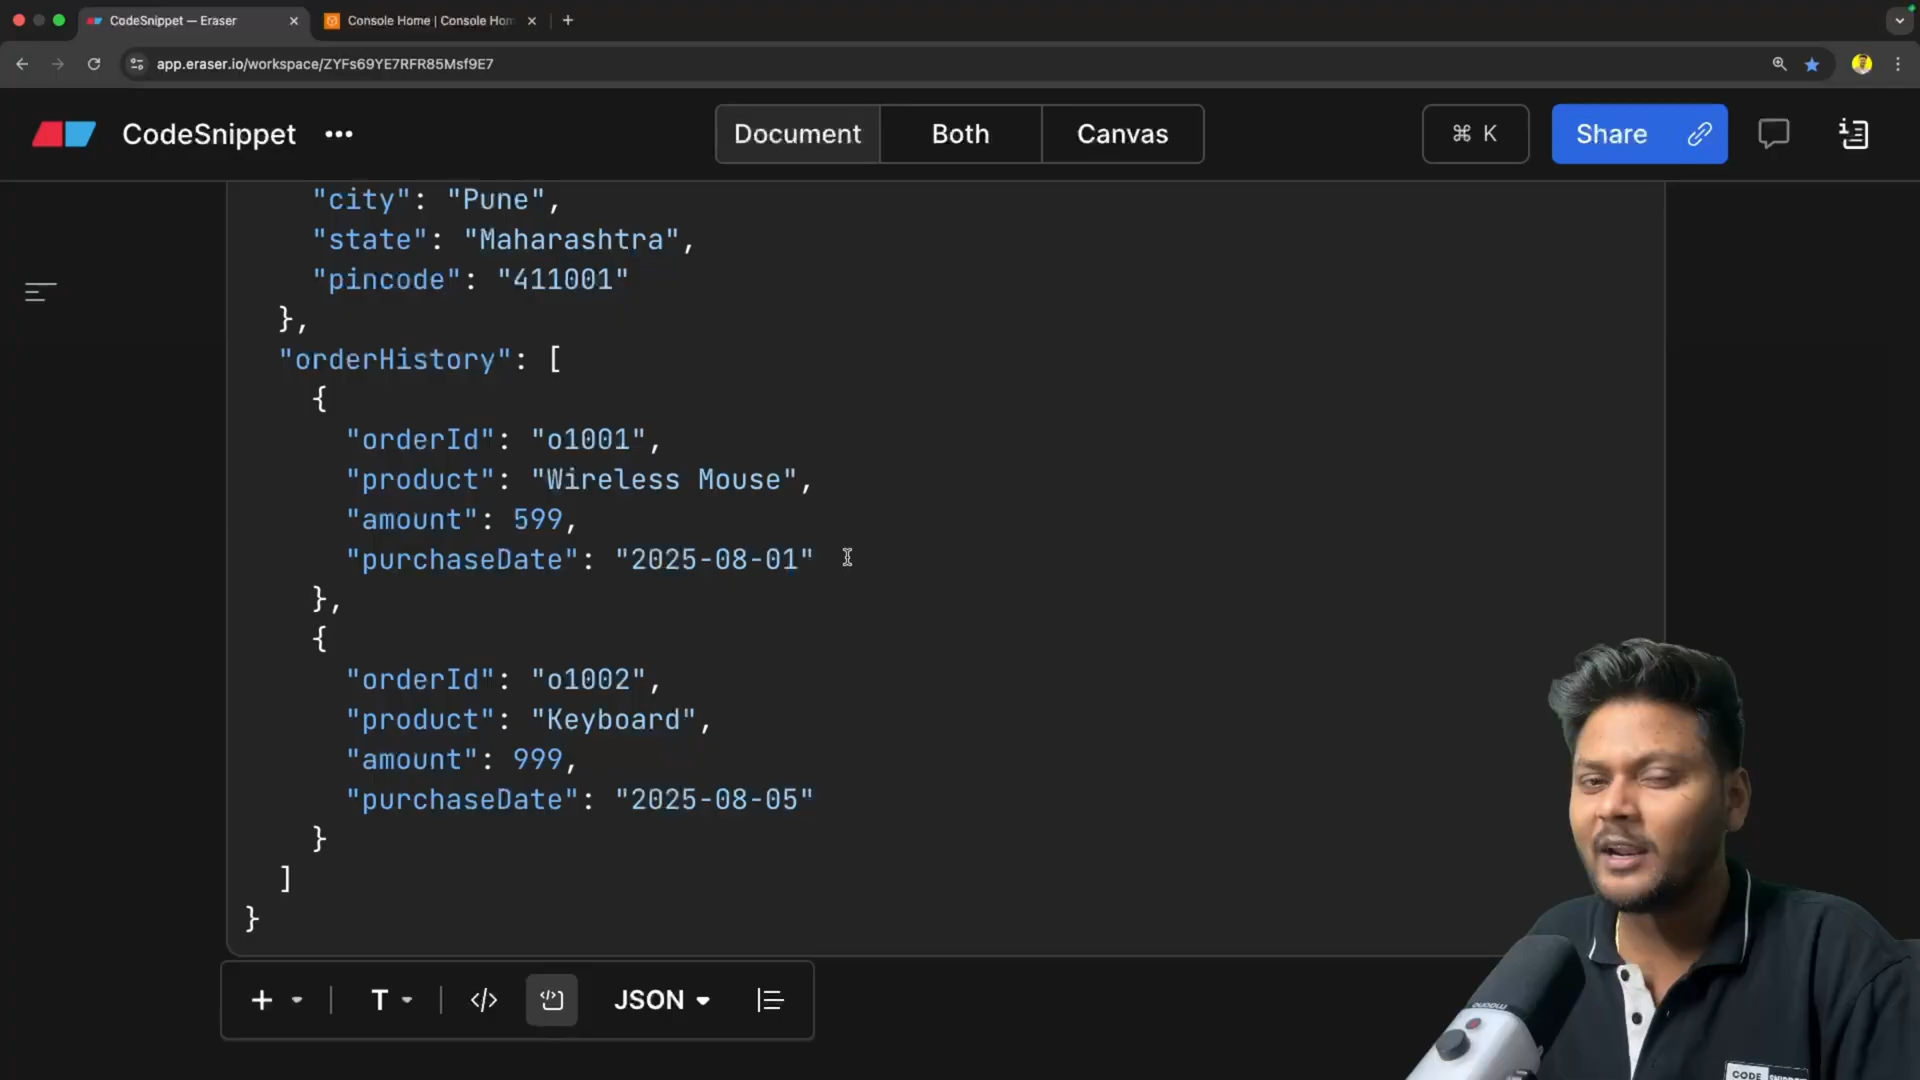 CodeSnippet — Eraser
Console Home | Console Hom
app.eraser.io/workspace/ZYFs69YE7RFR85Msf9E7
CodeSnippet
Document
Both
Canvas
⌘ K
Share
"city": "Pune",
"state": "Maharashtra",
"pincode": "411001"
},
"orderHistory": [
{
"orderId": "o1001",
"product": "Wireless Mouse",
"amount": 599,
"purchaseDate": "2025-08-01"
},
{
"orderId": "o1002",
"product": "Keyboard",
"amount": 999,
"purchaseDate": "2025-08-05"
}
]
}
T
JSON
maono
CODE